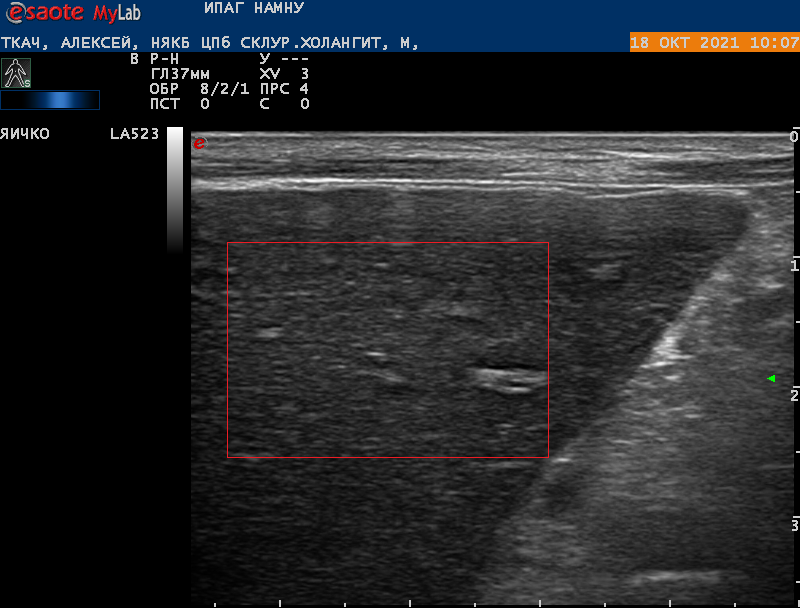 esaote MyLab
ИПАГ НАМНУ
ТКАЧ, АЛЕКСЕЙ, НЯКБ ЦПб СКЛУР.ХОЛАНГИТ, М,
18 ОКТ 2021 10:07
В Р-Н У ---
ГЛ37мм XV 3
ОБР 8/2/1 ПРС 4
ПСТ 0 С 0
S
ЯИЧКО LA523
e
0
1
2
3